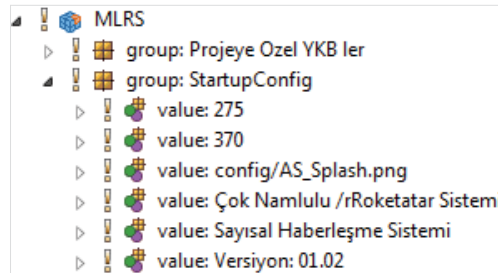 MLRS
group: Projeye Ozel YKB ler
group: StartupConfig
value: 275
value: 370
value: config/AS_Splash.png
value: Çok Namlulu /rRoketatar Sistem
value: Sayısal Haberleşme Sistemi
value: Versiyon: 01.02